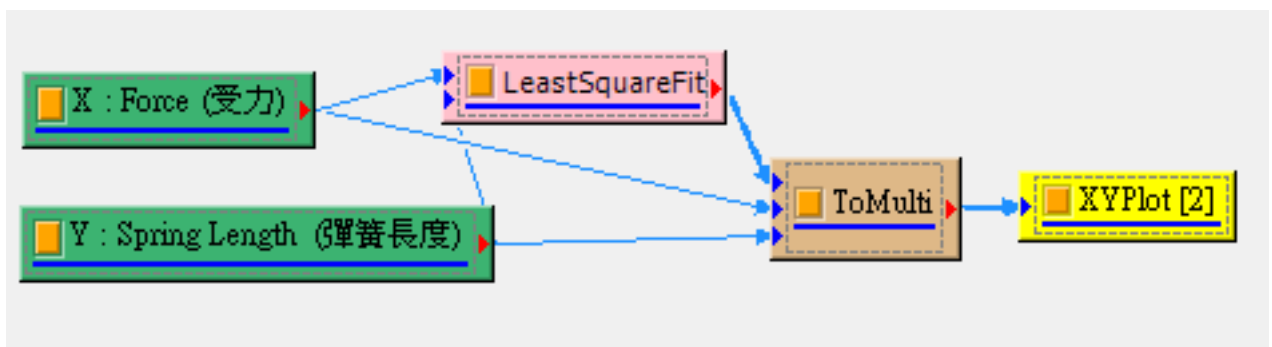 X : Force (受力)
LeastSquareFit
Y : Spring Length (彈簧長度)
ToMulti
XYPlot [2]